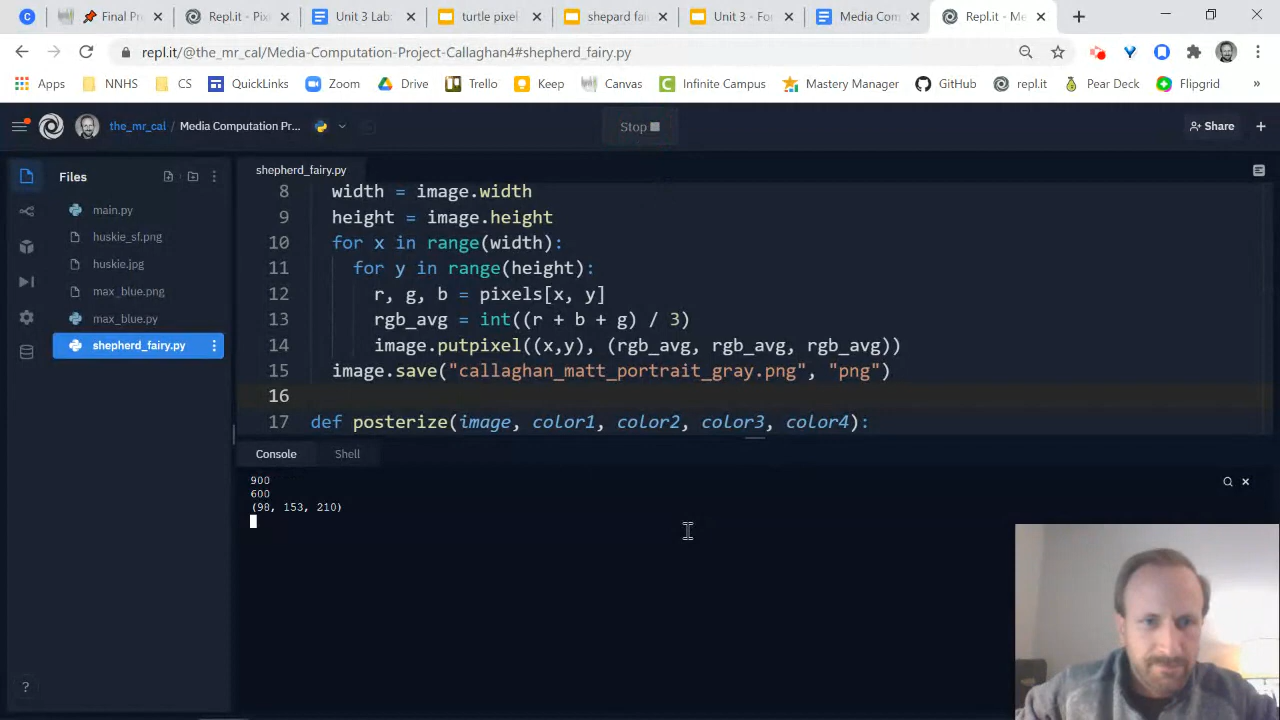 Final Pr
Repl.it - Pix
Unit 3 Lab:
turtle pixel
shepard fai
Unit 3 - For
Media Com
Repl.it - Me
repl.it/@the_mr_cal/Media-Computation-Project-Callaghan4#shepherd_fairy.py
Apps NNHS CS QuickLinks Zoom Drive Trello Keep Canvas Infinite Campus Mastery Manager GitHub repl.it Pear Deck Flipgrid »
the_mr_cal / Media Computation Pr... Stop Share
Files
main.py
huskie_sf.png
huskie.jpg
max_blue.png
max_blue.py
shepherd_fairy.py
shepherd_fairy.py
8 width = image.width
9 height = image.height
10 for x in range(width):
11 for y in range(height):
12 r, g, b = pixels[x, y]
13 rgb_avg = int((r + b + g) / 3)
14 image.putpixel((x,y), (rgb_avg, rgb_avg, rgb_avg))
15 image.save("callaghan_matt_portrait_gray.png", "png")
16
17 def posterize(image, color1, color2, color3, color4):
Console Shell
900
600
(98, 153, 210)